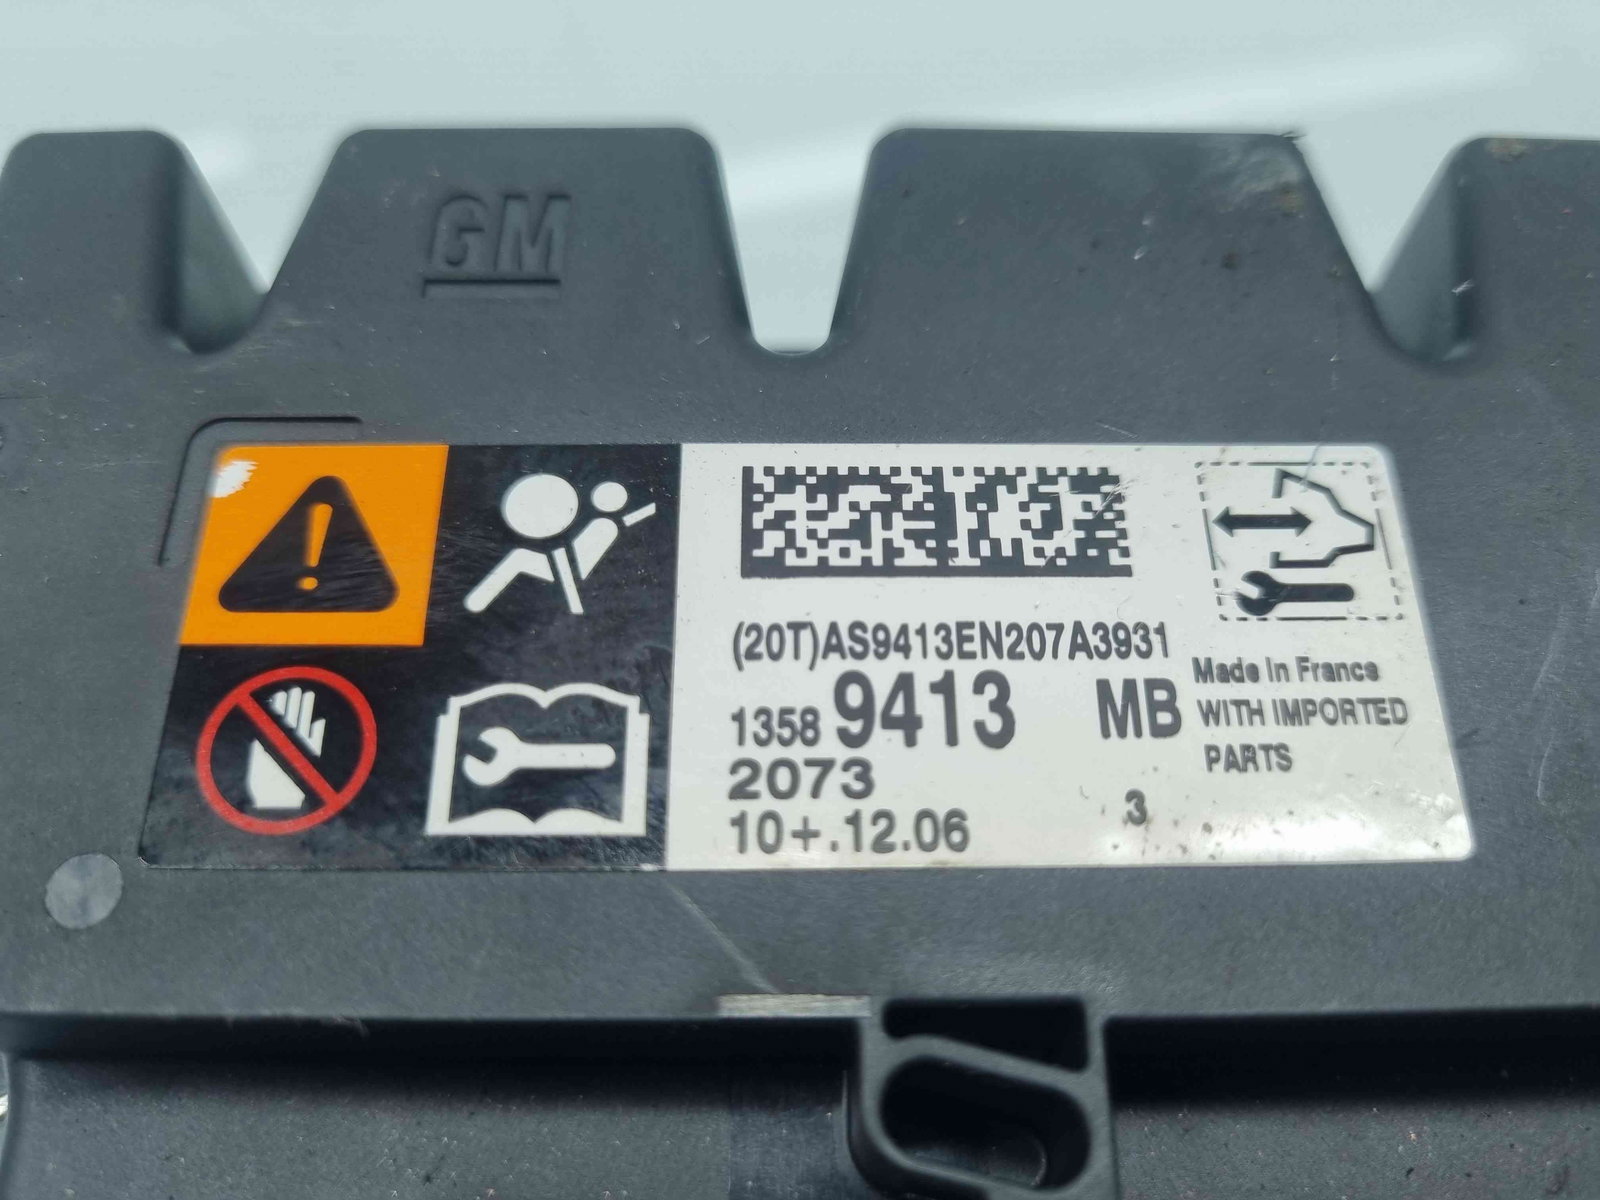 GM
(20T)AS9413EN207A3931
1358 9413 MB
2073
10+.12.06
3
Made In France
WITH IMPORTED
PARTS